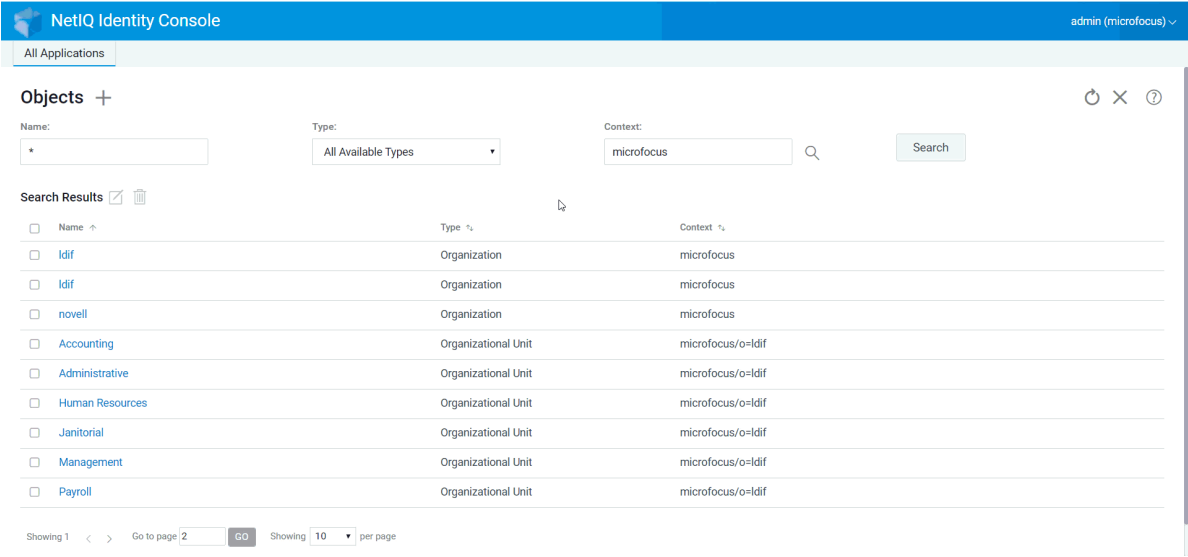 NetIQ Identity Console
admin (microfocus)
All Applications
Objects
Name: Type: Context:
* All Available Types microfocus Search
Search Results
Name Type Context
ldif Organization microfocus
ldif Organization microfocus
novell Organization microfocus
Accounting Organizational Unit microfocus/o=ldif
Administrative Organizational Unit microfocus/o=ldif
Human Resources Organizational Unit microfocus/o=ldif
Janitorial Organizational Unit microfocus/o=ldif
Management Organizational Unit microfocus/o=ldif
Payroll Organizational Unit microfocus/o=ldif
Showing 1 Go to page 2 GO Showing 10 per page